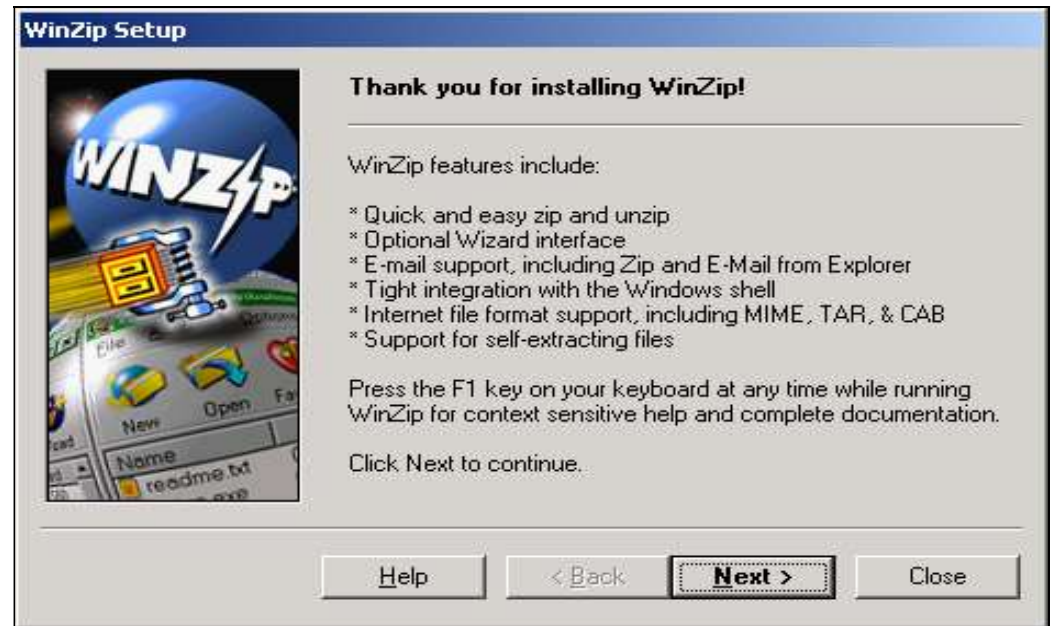 WinZip Setup
WINZIP
File
Options
New
Open
Name
readme.txt
.exe
Thank you for installing WinZip!
WinZip features include:
* Quick and easy zip and unzip
* Optional Wizard interface
* E-mail support, including Zip and E-Mail from Explorer
* Tight integration with the Windows shell
* Internet file format support, including MIME, TAR, & CAB
* Support for self-extracting files
Press the F1 key on your keyboard at any time while running
WinZip for context sensitive help and complete documentation.
Click Next to continue.
Help
< Back
Next >
Close